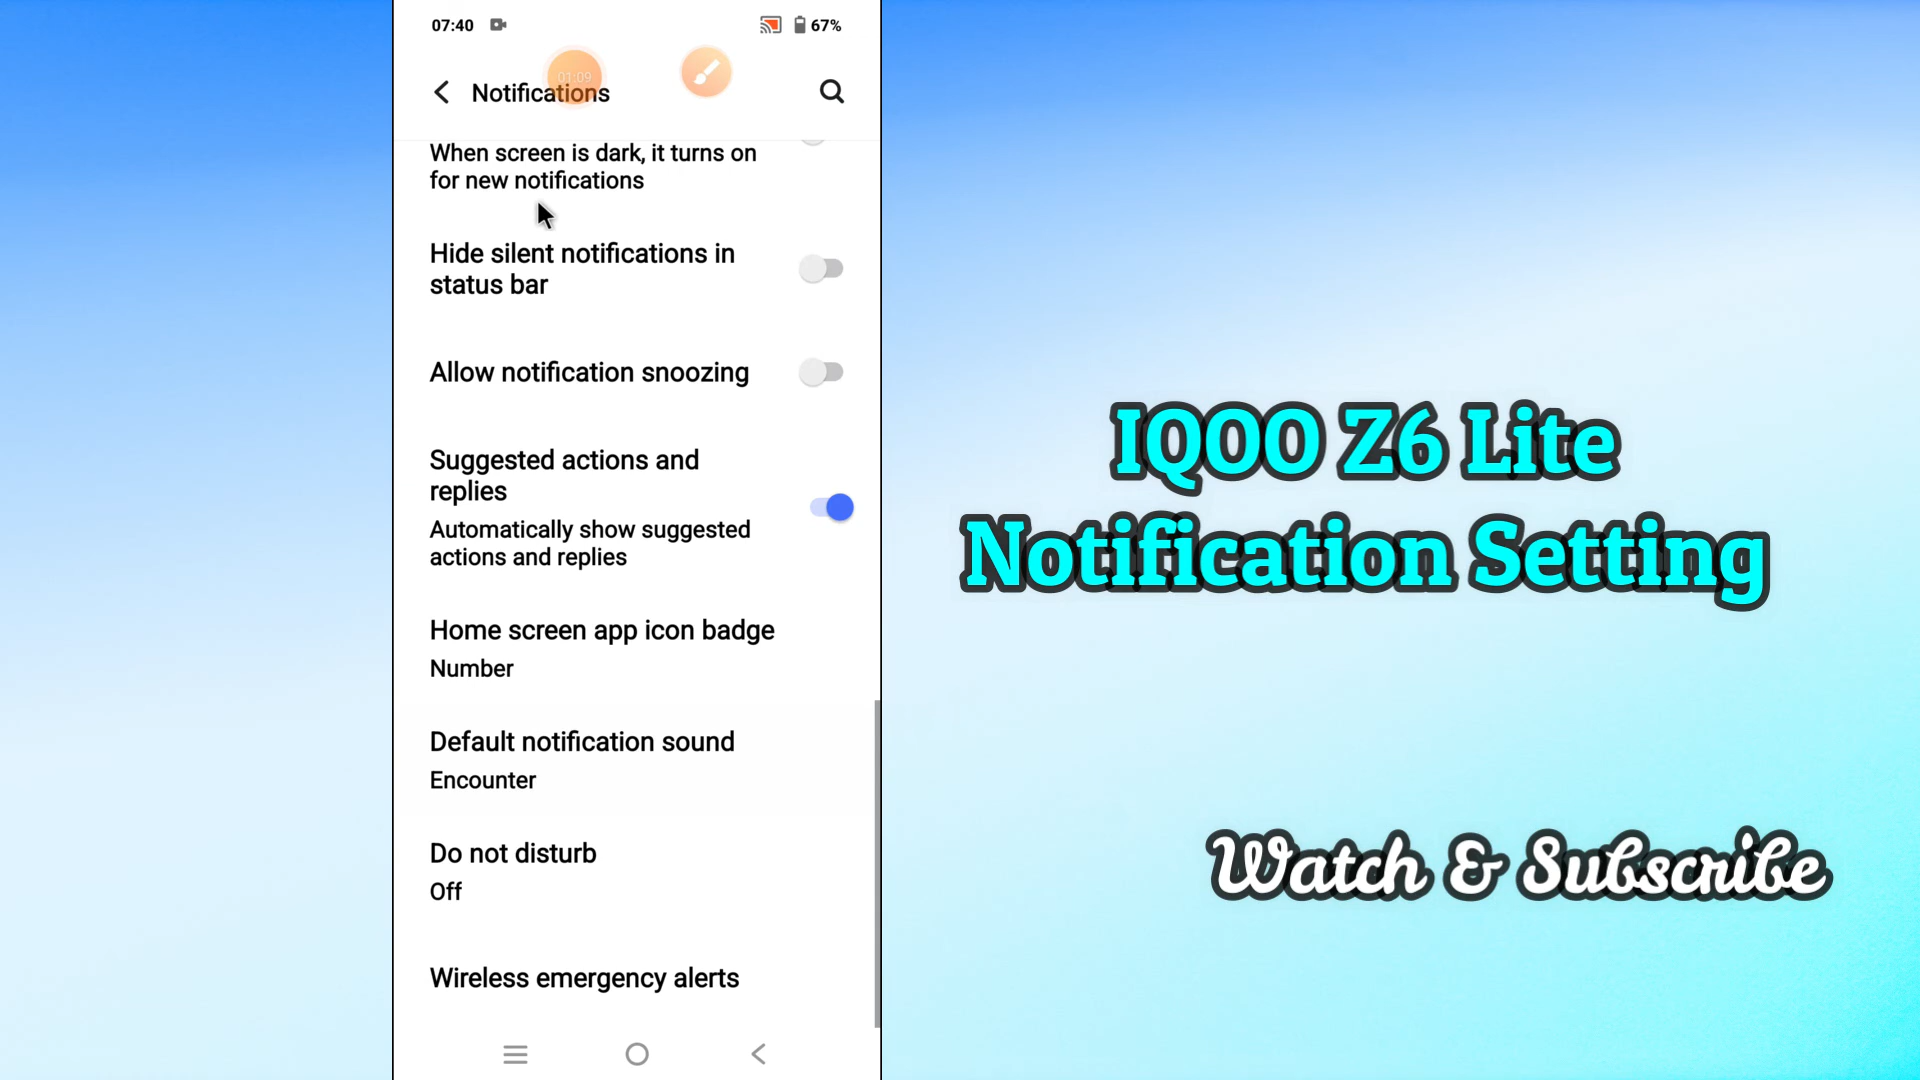 07:40
67%
01:09
Notifications
When screen is dark, it turns on
for new notifications
Hide silent notifications in
status bar
Allow notification snoozing
Suggested actions and
replies
Automatically show suggested
actions and replies
Home screen app icon badge
Number
Default notification sound
Encounter
Do not disturb
Off
Wireless emergency alerts
IQOO Z6 Lite
Notification Setting
Watch & Subscribe